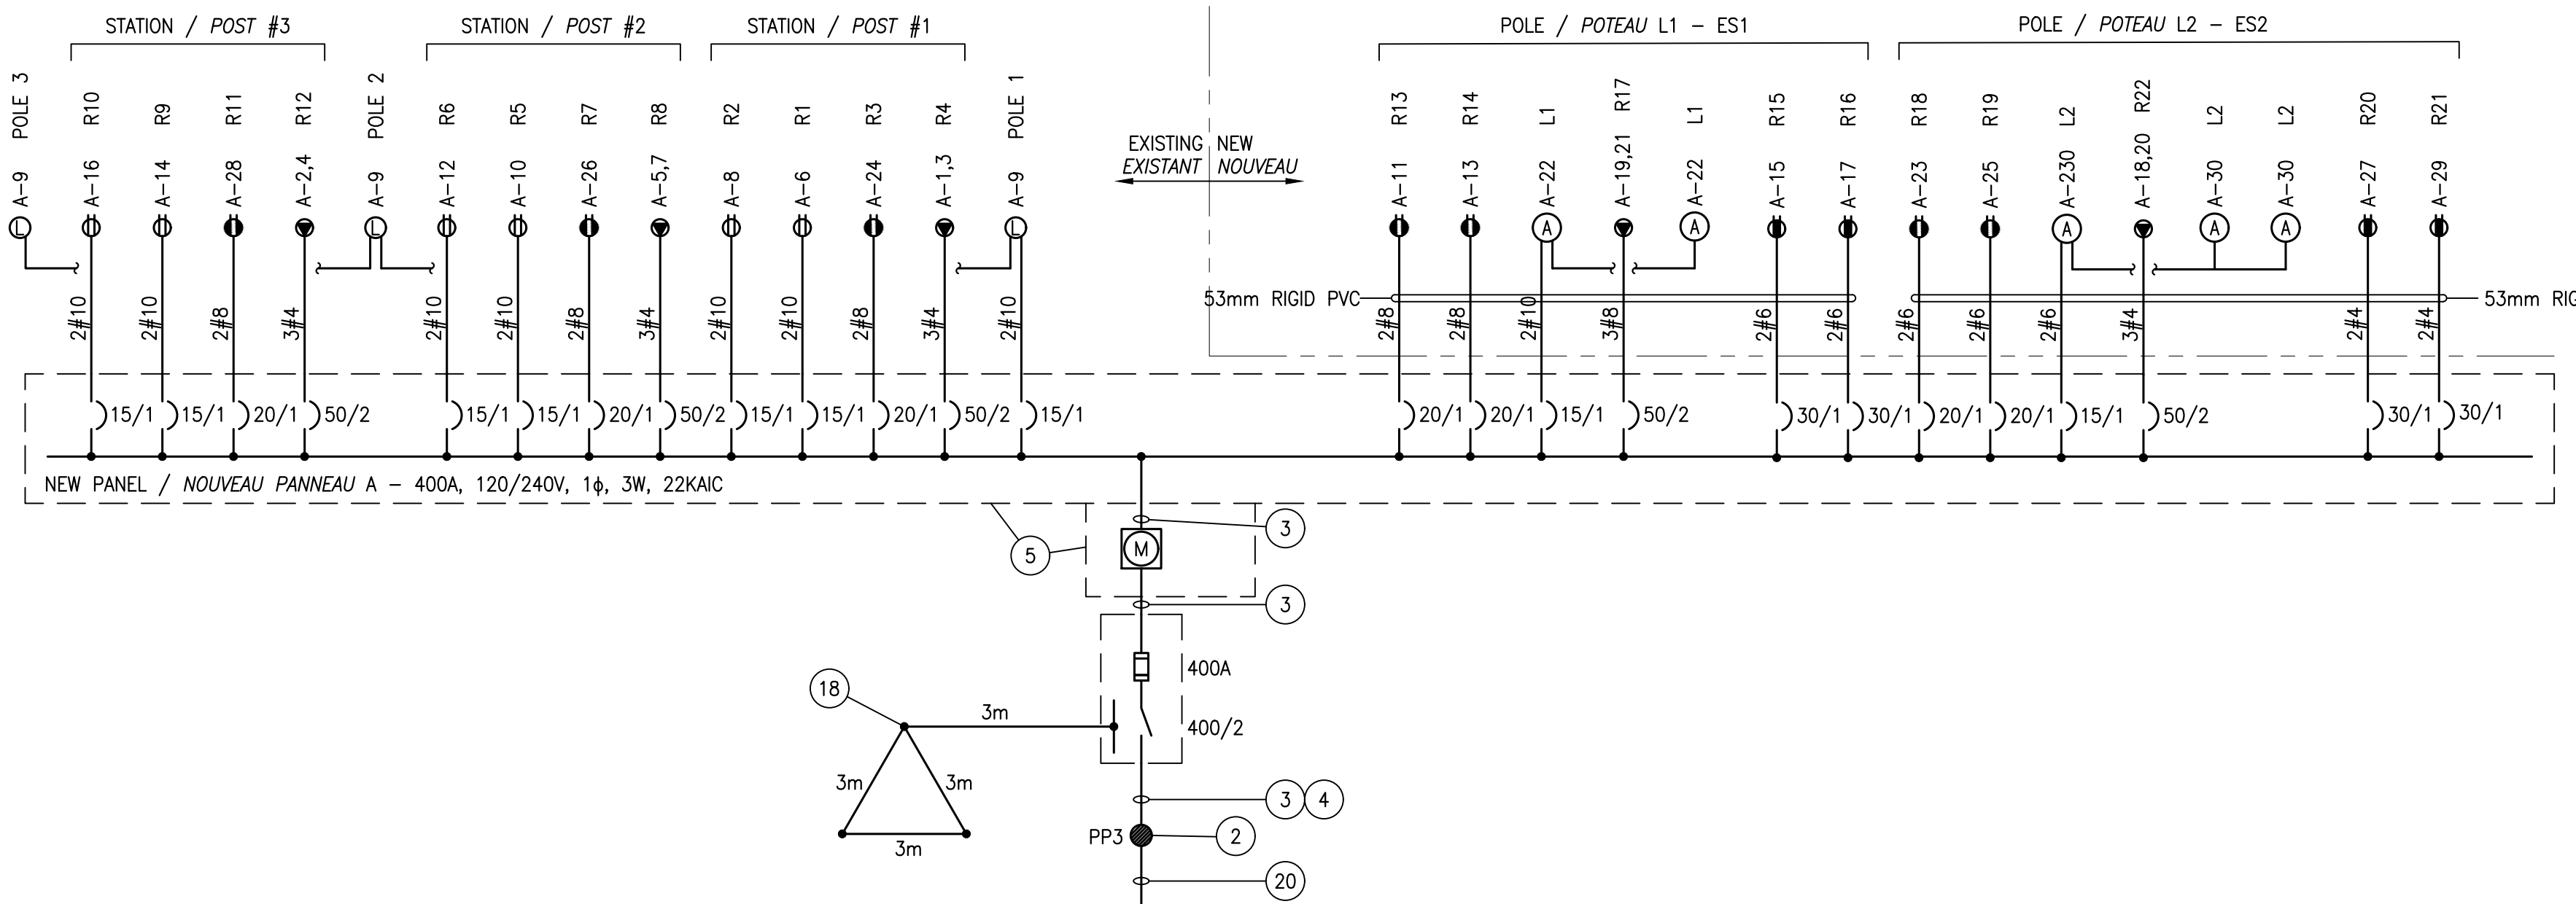 STATION / POST #3
STATION / POST #2
STATION / POST #1
POLE / POTEAU L1 - ES1
POLE / POTEAU L2 - ES2
A-9 POLE 3
A-16 R10
A-14 R9
A-28 R11
A-2,4 R12
A-9 POLE 2
A-12 R6
A-10 R5
A-26 R7
A-5,7 R8
A-8 R2
A-6 R1
A-24 R3
A-1,3 R4
A-9 POLE 1
EXISTING NEW
EXISTANT NOUVEAU
A-11 R13
A-13 R14
A-22 L1
A-19,21 R17
A-22 L1
A-15 R15
A-17 R16
A-23 R18
A-25 R19
A-230 L2
A-18,20 R22
A-30 L2
A-30 L2
A-27 R20
A-29 R21
L
L
L
A
A
A
A
A
53mm RIGID PVC
53mm RIG
2#10
2#10
2#8
3#4
2#10
2#10
2#8
3#4
2#10
2#10
2#8
3#4
2#10
2#8
2#8
2#10
3#8
2#6
2#6
2#6
2#6
2#6
3#4
2#4
2#4
15/1
15/1
20/1
50/2
15/1
15/1
20/1
50/2
15/1
15/1
20/1
50/2
15/1
20/1
20/1
15/1
50/2
30/1
30/1
20/1
20/1
15/1
50/2
30/1
30/1
NEW PANEL / NOUVEAU PANNEAU A - 400A, 120/240V, 1ϕ, 3W, 22KAIC
3
5
M
3
400A
18
3m
400/2
3m
3m
3 4
PP3
2
3m
20